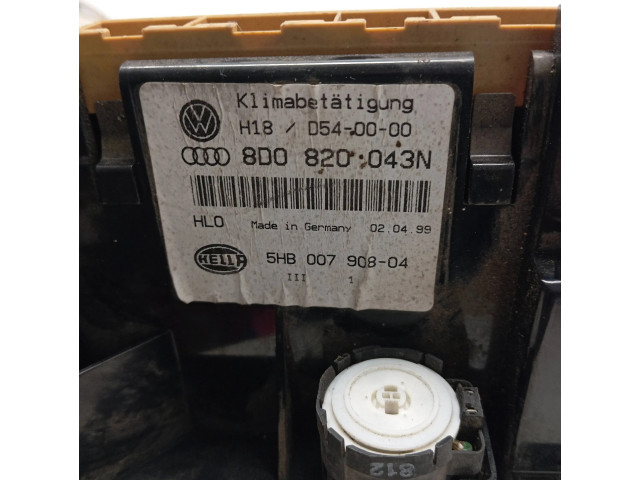 Klimabetätigung
H18 / D54-00-00
8D0 820 043N
HLO Made in Germany 02.04.99
HELLA 5HB 007 908-04
III 1
812